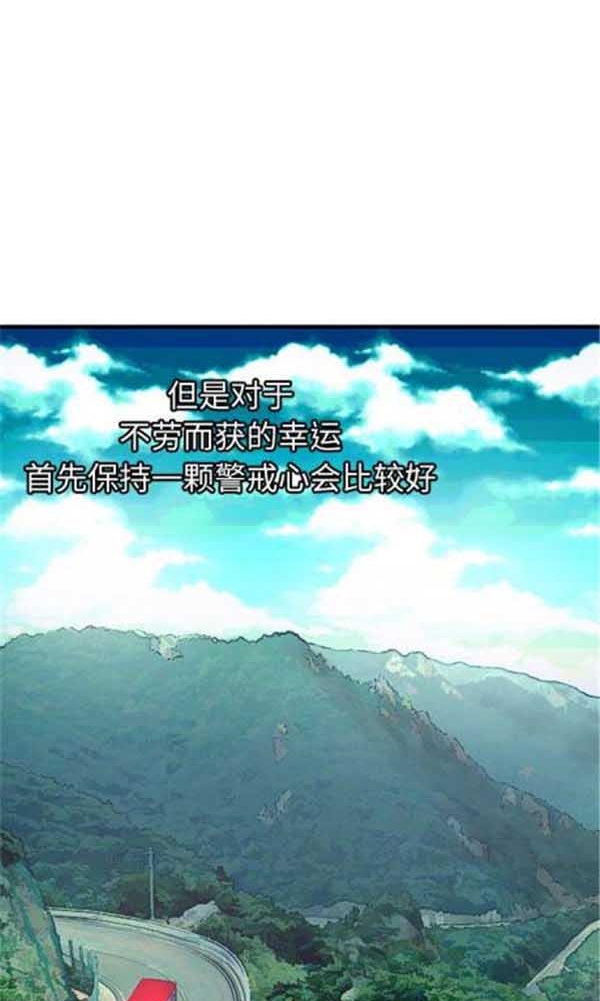 但是对于
不劳而获的幸运
首先保持一颗警戒心会比较好